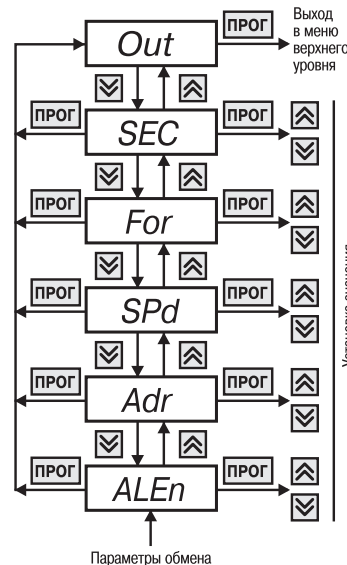 Out
ПРОГ
Выход
в меню
верхнего
уровня
ПРОГ
SEC
ПРОГ
ПРОГ
For
ПРОГ
ПРОГ
SPd
ПРОГ
ПРОГ
Adr
ПРОГ
ПРОГ
ALEn
ПРОГ
Параметры обмена